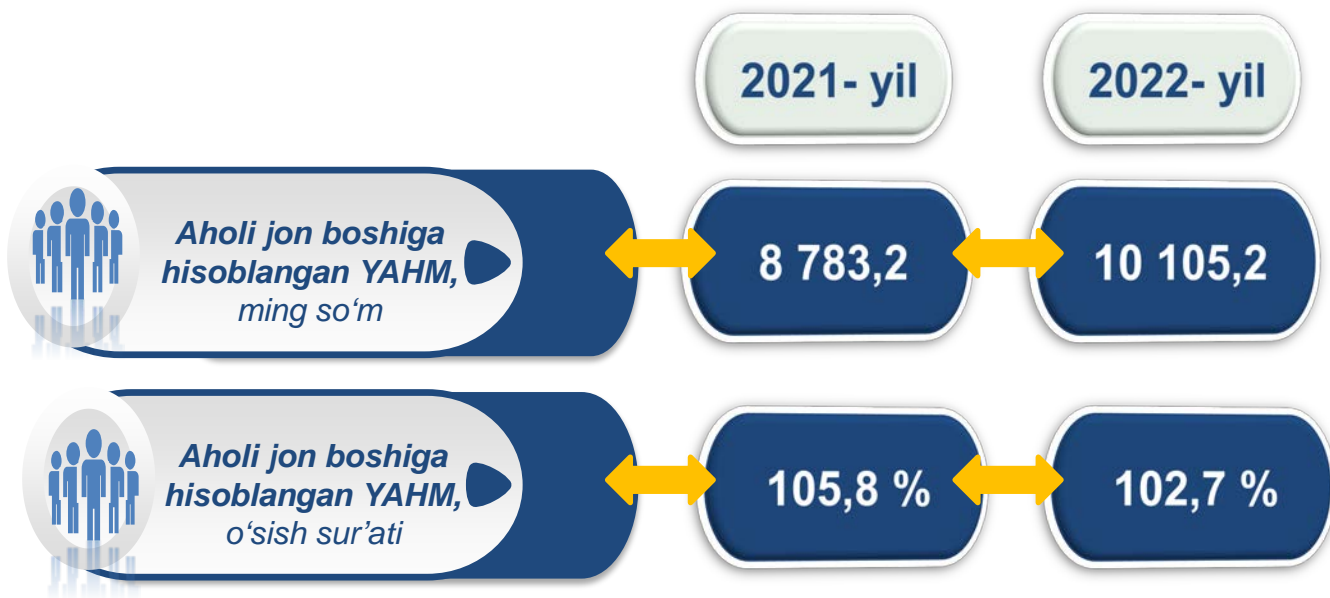 2021- yil
2022- yil
Aholi jon boshiga
hisoblangan YAHM,
ming so‘m
8 783,2
10 105,2
Aholi jon boshiga
hisoblangan YAHM,
o‘sish sur’ati
105,8 %
102,7 %